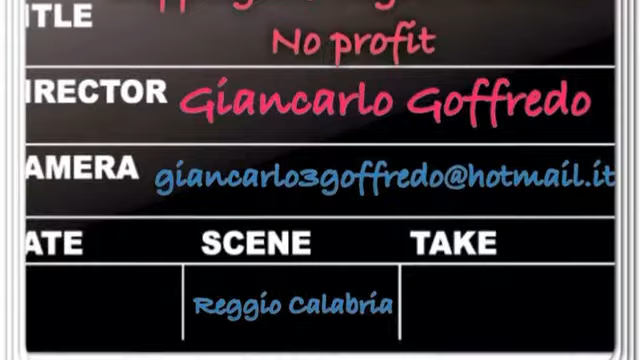 ITLE
No profit
IRECTOR Giancarlo Goffredo
AMERA giancarlo3goffredo@hotmail.it
ATE SCENE TAKE
Reggio Calabria